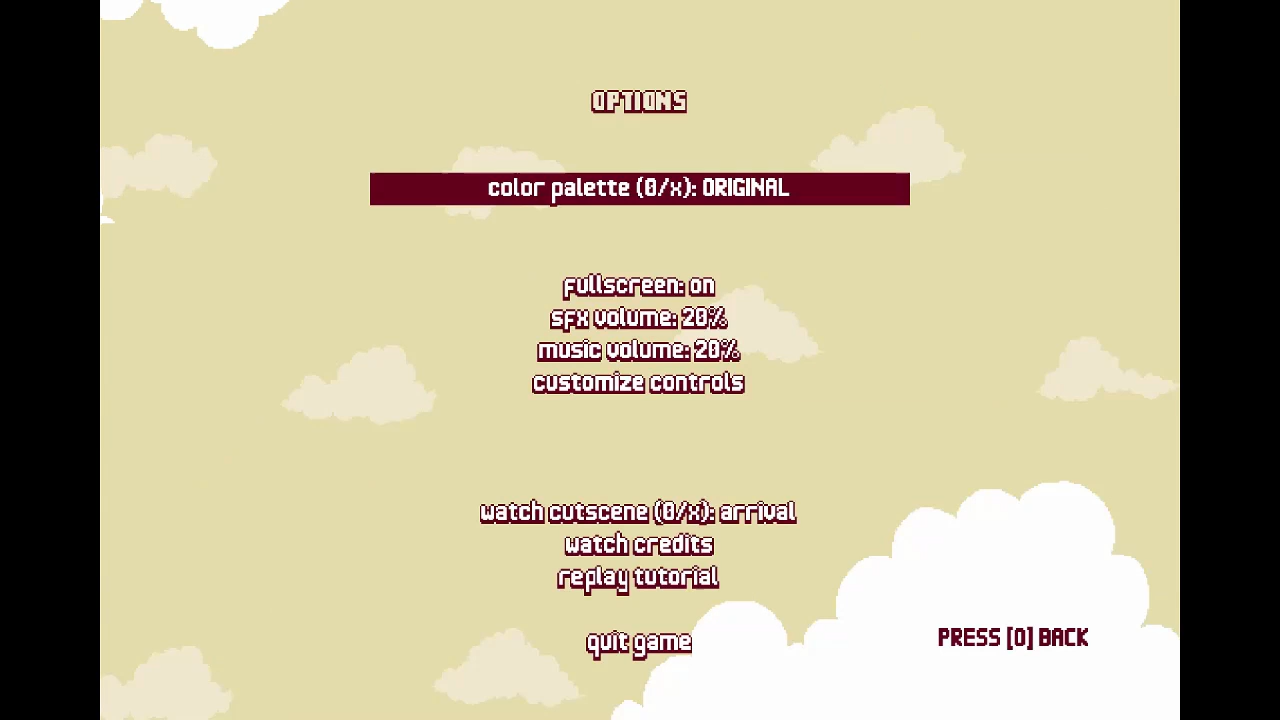 OPTIONS
color palette (0/x): ORIGINAL
fullscreen: on
sfx volume: 20%
music volume: 20%
customize controls
watch cutscene (0/x): arrival
watch credits
replay tutorial
quit game
PRESS [O] BACK